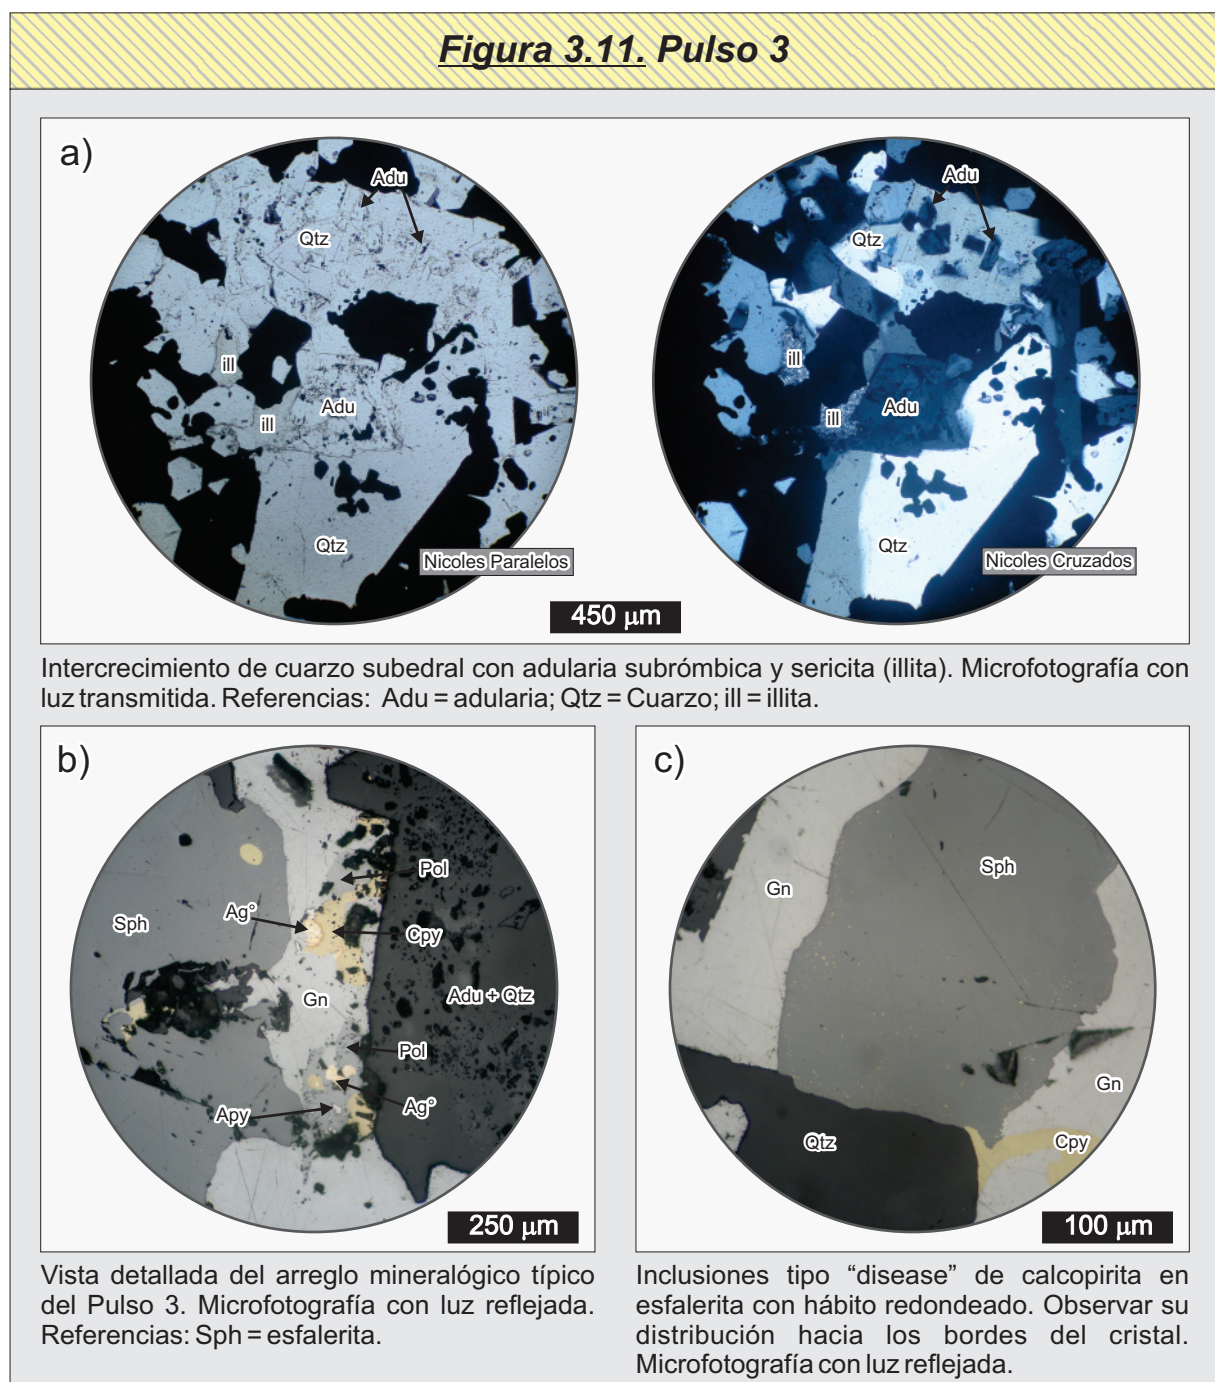 Figura 3.11. Pulso 3
a)
Adu
Qtz
ill
ill
Adu
Qtz
Nicoles Paralelos
Adu
Qtz
ill
ill
Adu
Qtz
Nicoles Cruzados
450 μm
Intercrecimiento de cuarzo subedral con adularia subrómbica y sericita (illita). Microfotografía con
luz transmitida. Referencias: Adu = adularia; Qtz = Cuarzo; ill = illita.
b)
Pol
Ag°
Sph
Cpy
Gn
Adu + Qtz
Pol
Apy
Ag°
250 μm
Vista detallada del arreglo mineralógico típico
del Pulso 3. Microfotografía con luz reflejada.
Referencias: Sph = esfalerita.
c)
Sph
Gn
Gn
Qtz
Cpy
100 μm
Inclusiones tipo “disease” de calcopirita en
esfalerita con hábito redondeado. Observar su
distribución hacia los bordes del cristal.
Microfotografía con luz reflejada.